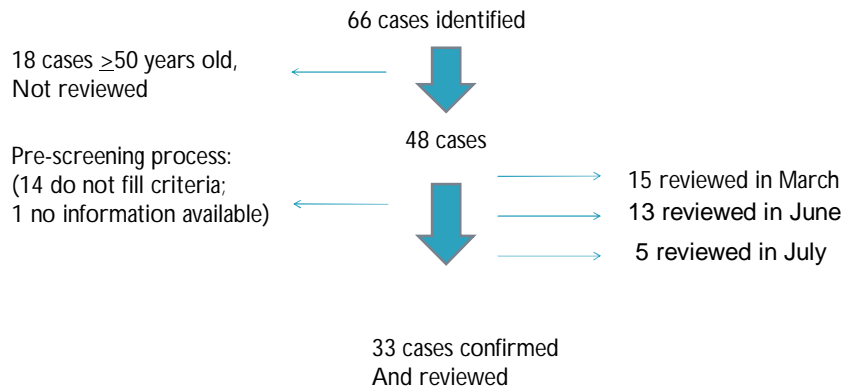 66 cases identified
18 cases ≥50 years old,
Not reviewed
48 cases
Pre-screening process:
(14 do not fill criteria;
1 no information available)
15 reviewed in March
13 reviewed in June
5 reviewed in July
33 cases confirmed
And reviewed